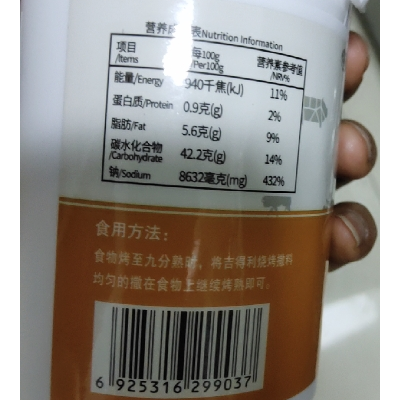 营养成 表Nutrition Information
项目 每100g 营养素参考值
/Items /Per100g /NRV%
能量/Energy 940千焦(kJ) 11%
蛋白质/Protein 0.9克(g) 2%
脂肪/Fat 5.6克(g) 9%
碳水化合物
/Carbohydrate 42.2克(g) 14%
钠/Sodium 8632毫克(mg) 432%
食用方法：
食物烤至九分熟时，将吉得利烧烤蘸料
均匀的撒在食物上继续烤熟即可。
6 925316 299037